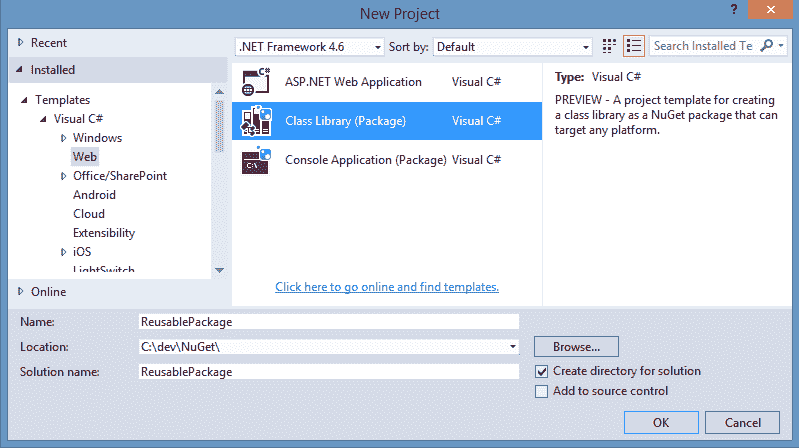 New Project
?
Recent
.NET Framework 4.6
Sort by:
Default
Search Installed Te
Installed
Templates
Visual C#
Windows
Web
Office/SharePoint
Android
Cloud
Extensibility
iOS
LightSwitch
Online
C#
ASP.NET Web Application Visual C#
Class Library (Package) Visual C#
C:\
Console Application (Package) Visual C#
Click here to go online and find templates.
Type: Visual C#
PREVIEW - A project template for creating
a class library as a NuGet package that can
target any platform.
Name: ReusablePackage
Location: C:\dev\NuGet\
Browse...
Solution name: ReusablePackage
Create directory for solution
Add to source control
OK
Cancel